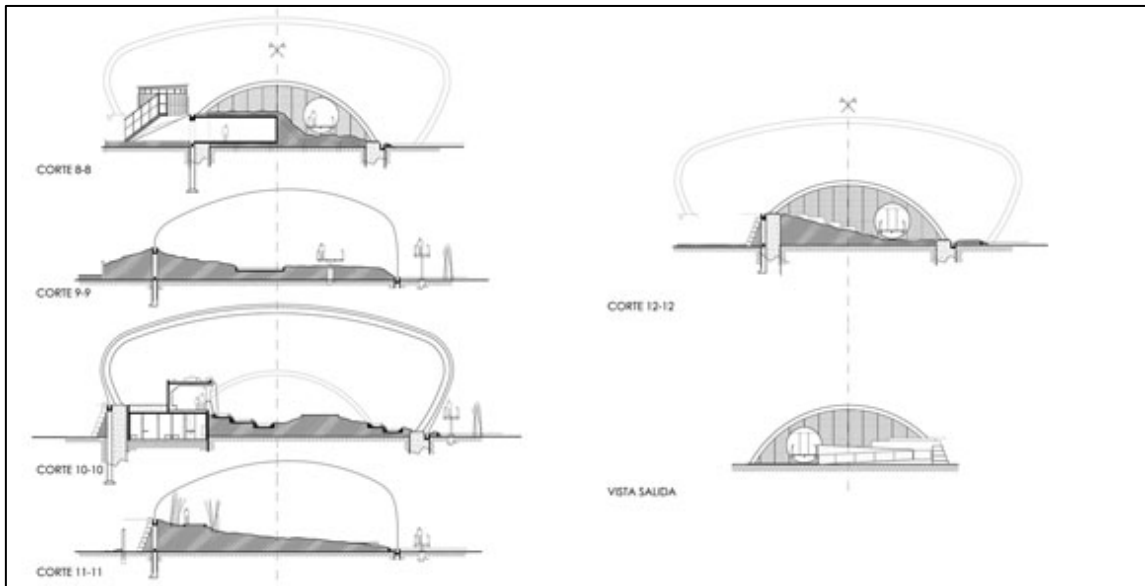 CORTE 8-8
CORTE 9-9
CORTE 10-10
CORTE 11-11
CORTE 12-12
VISTA SALIDA